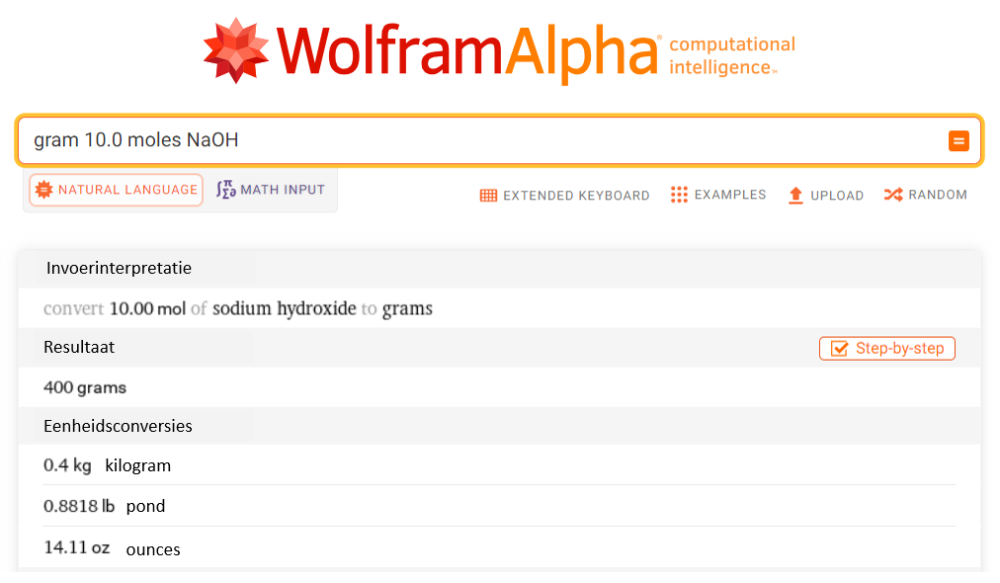 WolframAlpha® computational intelligence™
gram 10.0 moles NaOH
NATURAL LANGUAGE
∫π Σ∂ MATH INPUT
EXTENDED KEYBOARD
EXAMPLES
UPLOAD
RANDOM
Invoerinterpretatie
convert 10.00 mol of sodium hydroxide to grams
Resultaat
Step-by-step
400 grams
Eenheidsconversies
0.4 kg kilogram
0.8818 lb pond
14.11 oz ounces